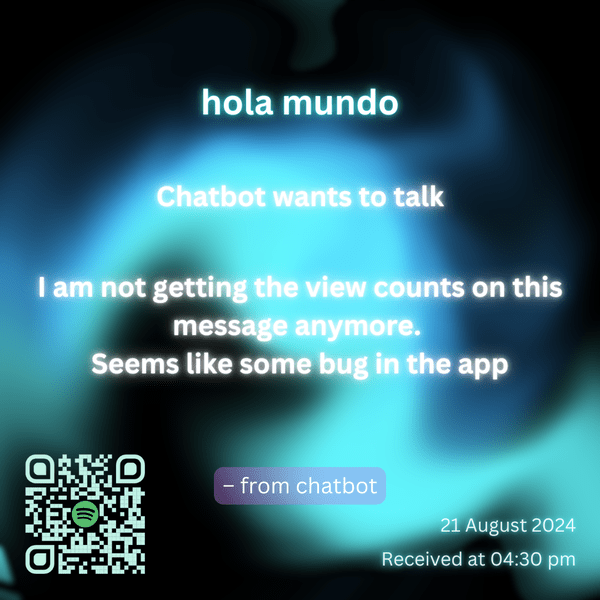 hola mundo
Chatbot wants to talk
I am not getting the view counts on this
message anymore.
Seems like some bug in the app
– from chatbot
21 August 2024
Received at 04:30 pm